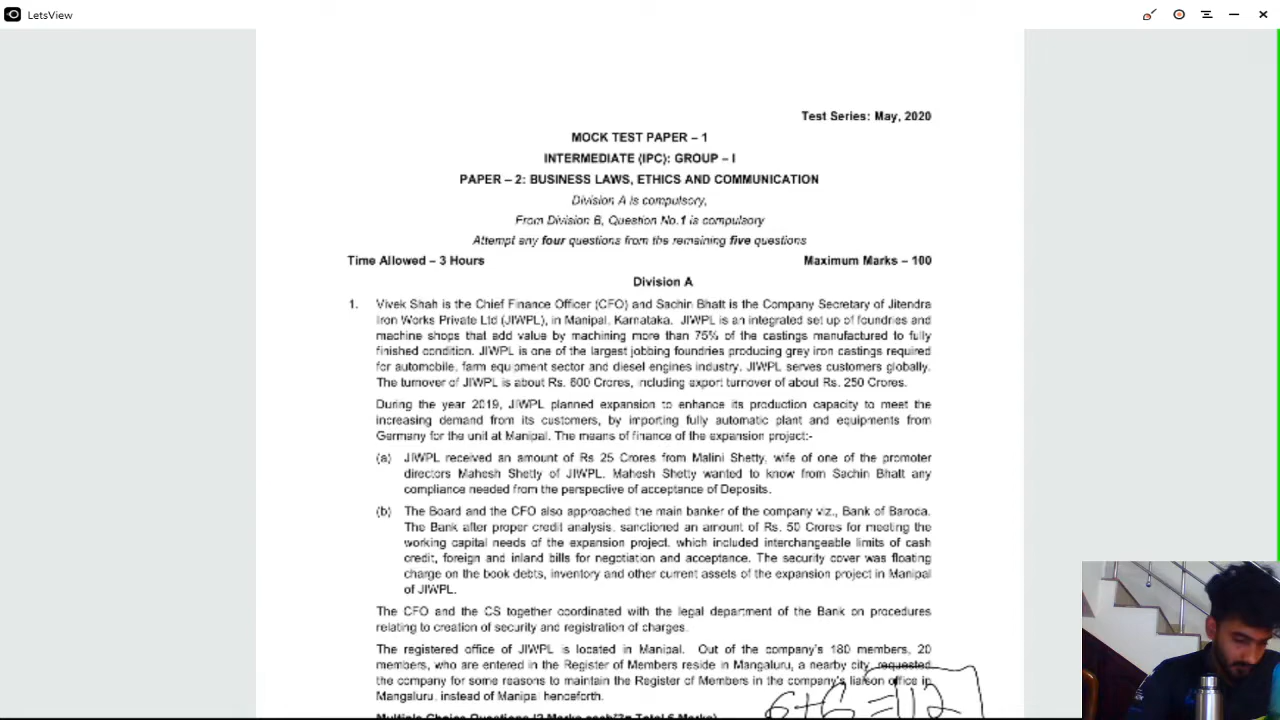 LetsView
Test Series: May, 2020
MOCK TEST PAPER – 1
INTERMEDIATE (IPC): GROUP – I
PAPER – 2: BUSINESS LAWS, ETHICS AND COMMUNICATION
Division A is compulsory,
From Division B, Question No.1 is compulsory
Attempt any four questions from the remaining five questions
Time Allowed – 3 Hours Maximum Marks – 100
Division A
1. Vivek Shah is the Chief Finance Officer (CFO) and Sachin Bhatt is the Company Secretary of Jitendra
Iron Works Private Ltd (JIWPL), in Manipal, Karnataka. JIWPL is an integrated set up of foundries and
machine shops that add value by machining more than 75% of the castings manufactured to fully
finished condition. JIWPL is one of the largest jobbing foundries producing grey iron castings required
for automobile, farm equipment sector and diesel engines industry. JIWPL serves customers globally.
The turnover of JIWPL is about Rs. 600 Crores, including export turnover of about Rs. 250 Crores.
During the year 2019, JIWPL planned expansion to enhance its production capacity to meet the
increasing demand from its customers, by importing fully automatic plant and equipments from
Germany for the unit at Manipal. The means of finance of the expansion project:-
(a) JIWPL received an amount of Rs 25 Crores from Malini Shetty, wife of one of the promoter
directors Mahesh Shetty of JIWPL. Mahesh Shetty wanted to know from Sachin Bhatt any
compliance needed from the perspective of acceptance of Deposits.
(b) The Board and the CFO also approached the main banker of the company viz., Bank of Baroca.
The Bank after proper credit analysis, sanctioned an amount of Rs. 50 Crores for meeting the
working capital needs of the expansion project, which included interchangeable limits of cash
credit, foreign and inland bills for negotiation and acceptance. The security cover was floating
charge on the book debts, inventory and other current assets of the expansion project in Manipal
of JIWPL.
The CFO and the CS together coordinated with the legal department of the Bank on procedures
relating to creation of security and registration of charges.
The registered office of JIWPL is located in Manipal. Out of the company's 180 members, 20
members, who are entered in the Register of Members reside in Mangaluru, a nearby city, requested
the company for some reasons to maintain the Register of Members in the company's liaison office in
Mangaluru, instead of Manipal henceforth.
6+6 = 112
Multiple Choice Questions (2 Marks each*3= Total 6 Marks)